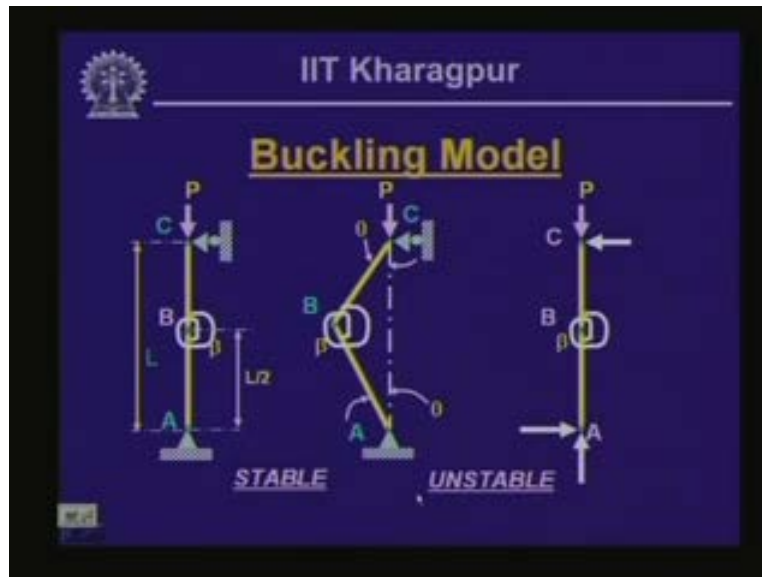 IIT Kharagpur
Buckling Model
P P P
C θ C C
B B B
β β β
L L/2
A A θ A
STABLE UNSTABLE